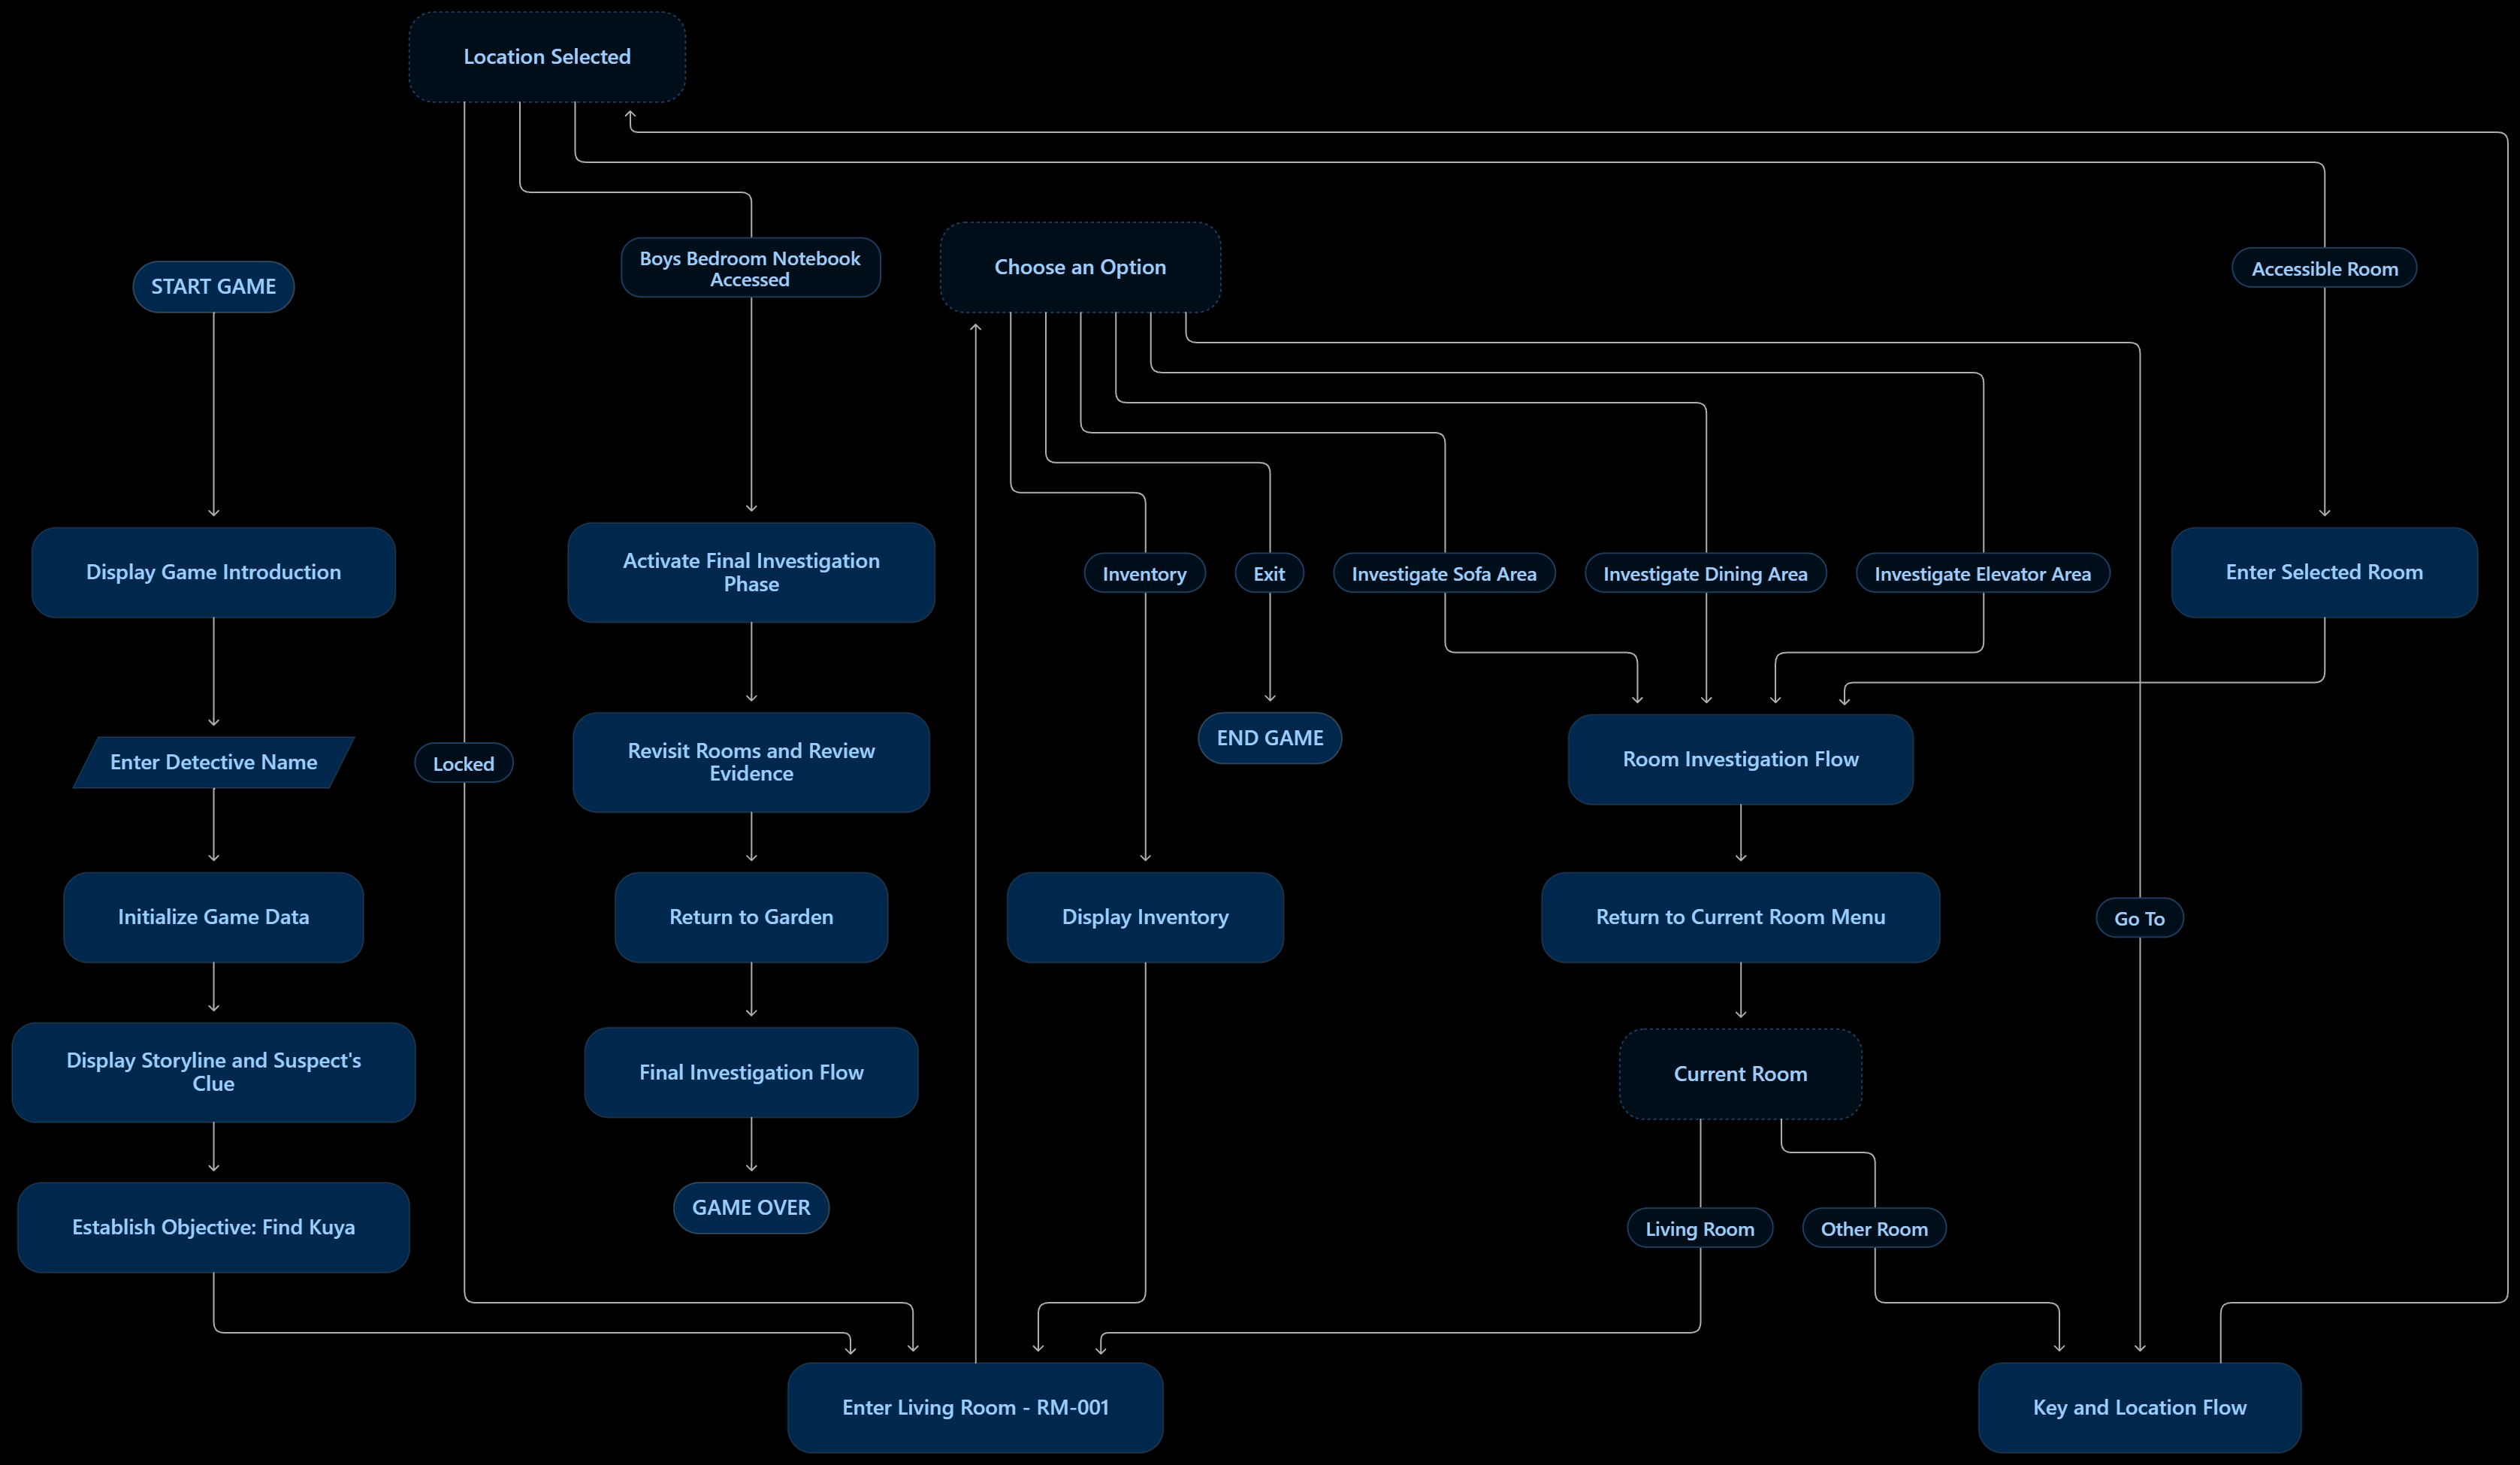 Location Selected
START GAME
Boys Bedroom Notebook
Accessed
Choose an Option
Accessible Room
Display Game Introduction
Activate Final Investigation
Phase
Inventory
Exit
Investigate Sofa Area
Investigate Dining Area
Investigate Elevator Area
Enter Selected Room
Enter Detective Name
Locked
Revisit Rooms and Review
Evidence
END GAME
Room Investigation Flow
Initialize Game Data
Return to Garden
Display Inventory
Return to Current Room Menu
Go To
Display Storyline and Suspect's
Clue
Final Investigation Flow
Current Room
Establish Objective: Find Kuya
GAME OVER
Living Room
Other Room
Enter Living Room - RM-001
Key and Location Flow